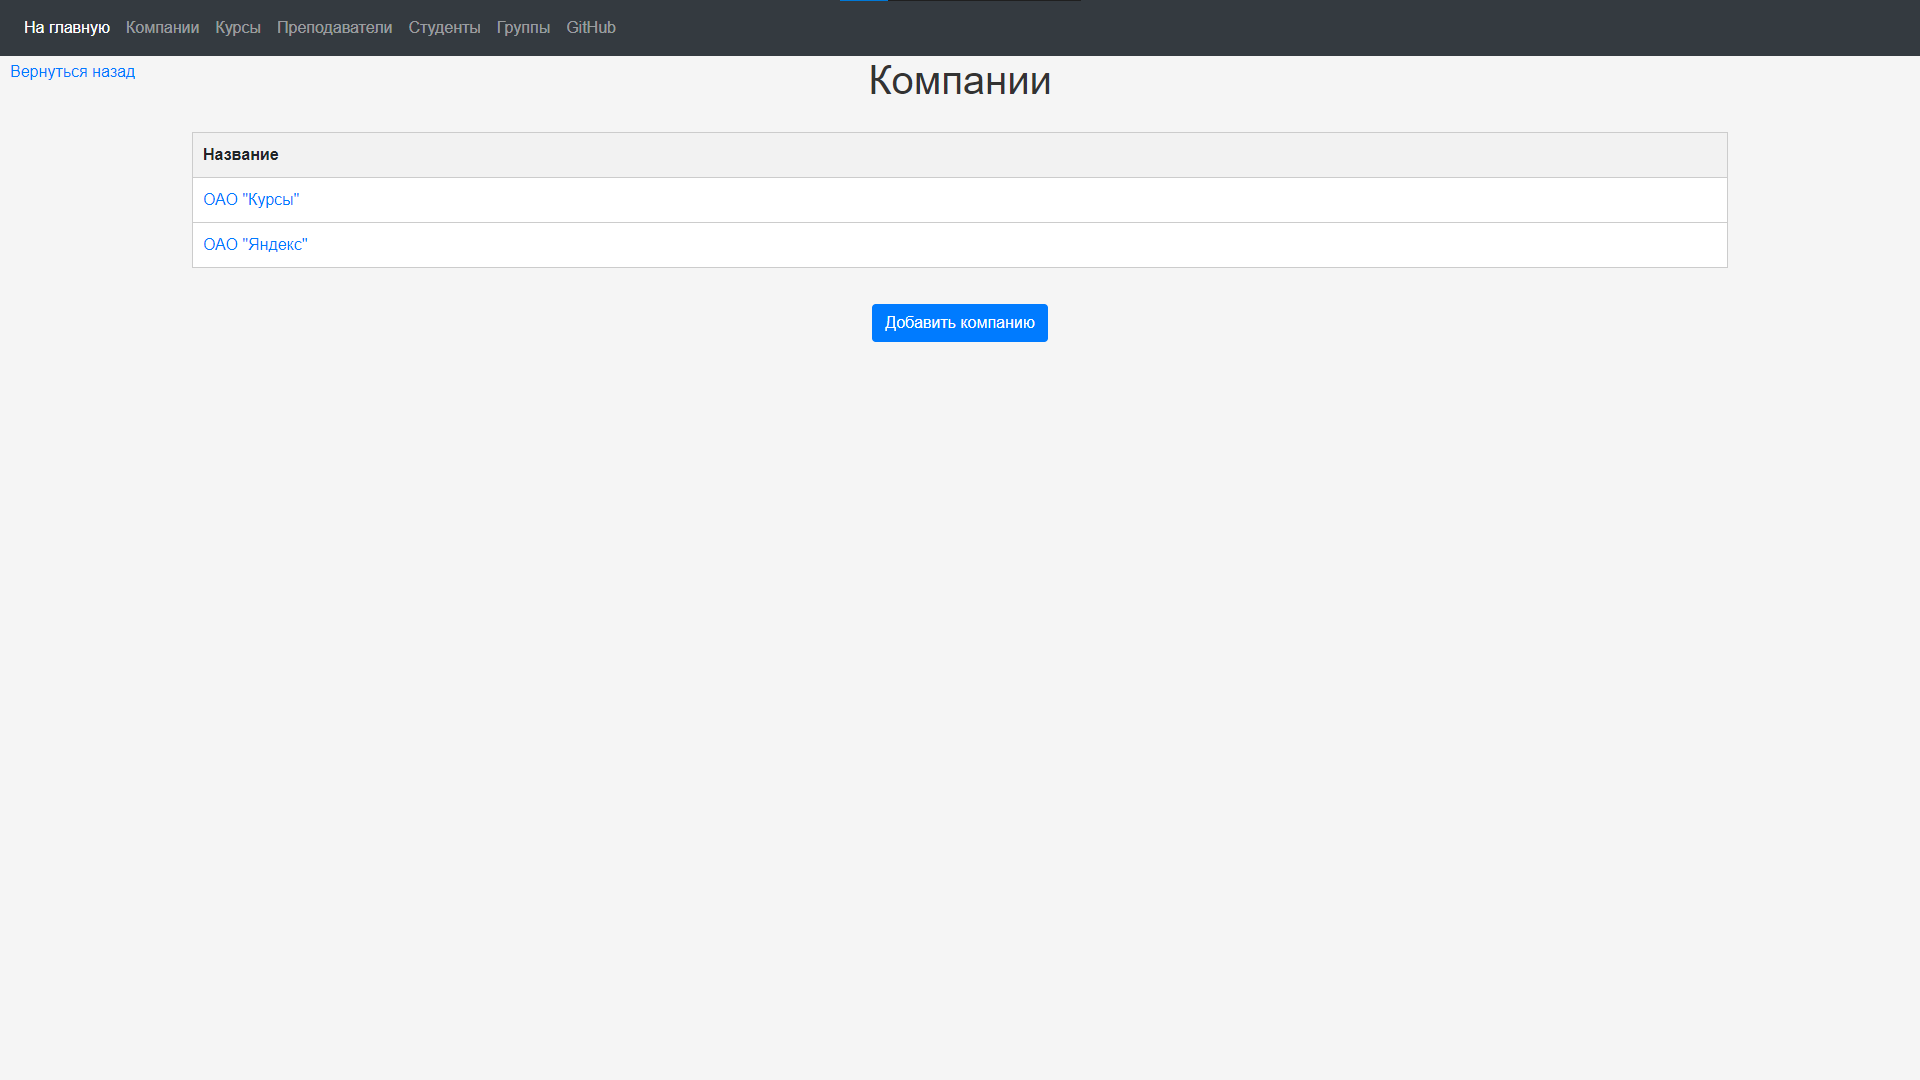 На главную Компании Курсы Преподаватели Студенты Группы GitHub
Вернуться назад
Компании
Название
ОАО "Курсы"
ОАО "Яндекс"
Добавить компанию